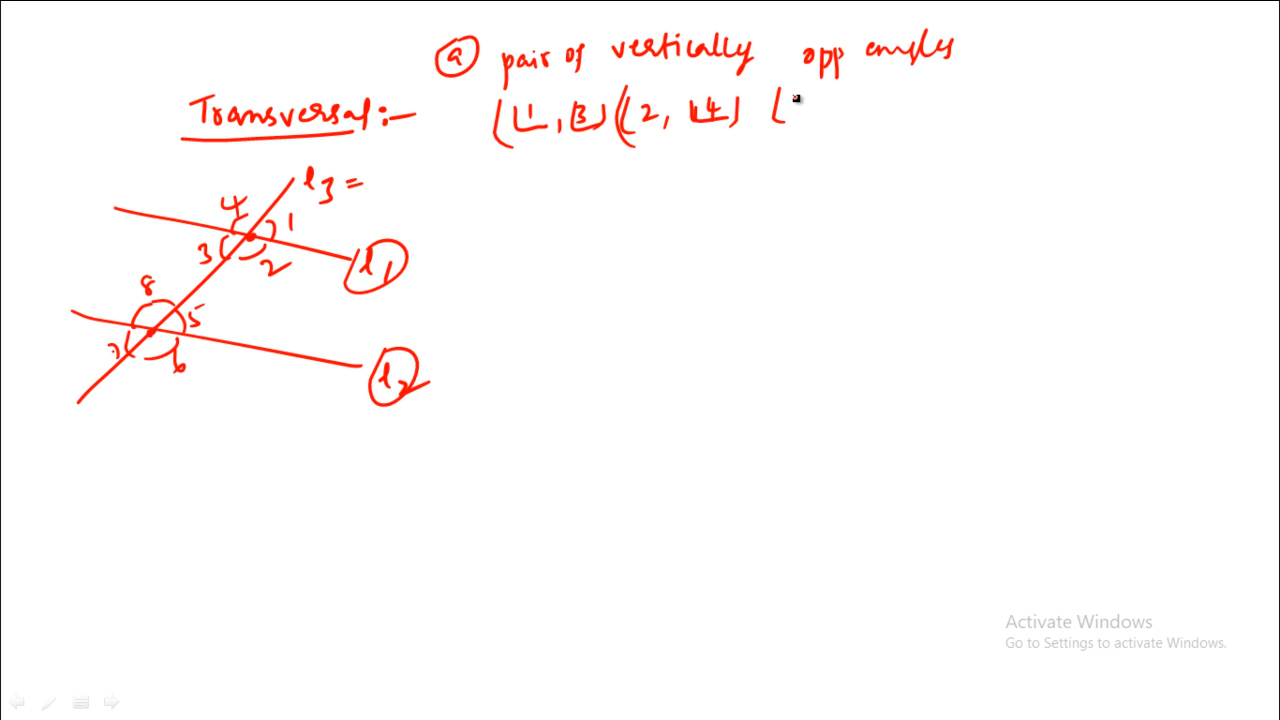 ⓐ pair of vertically opp angles
Transversal :-
(∠1, ∠3) (∠2, ∠4) (
l3 =
4 1
3 2
l1
8 5
7 6
l2
Activate Windows
Go to Settings to activate Windows.